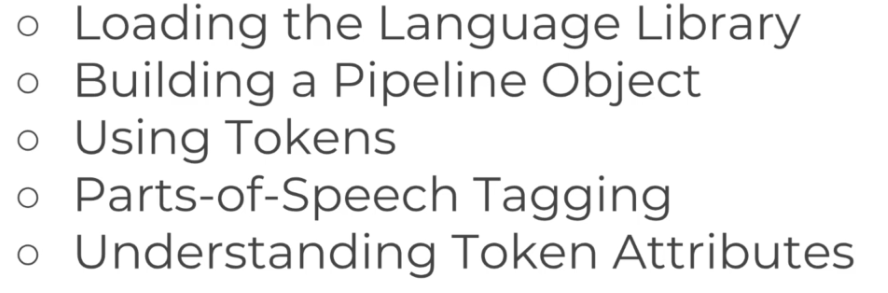 ○ Loading the Language Library
○ Building a Pipeline Object
○ Using Tokens
○ Parts-of-Speech Tagging
○ Understanding Token Attributes